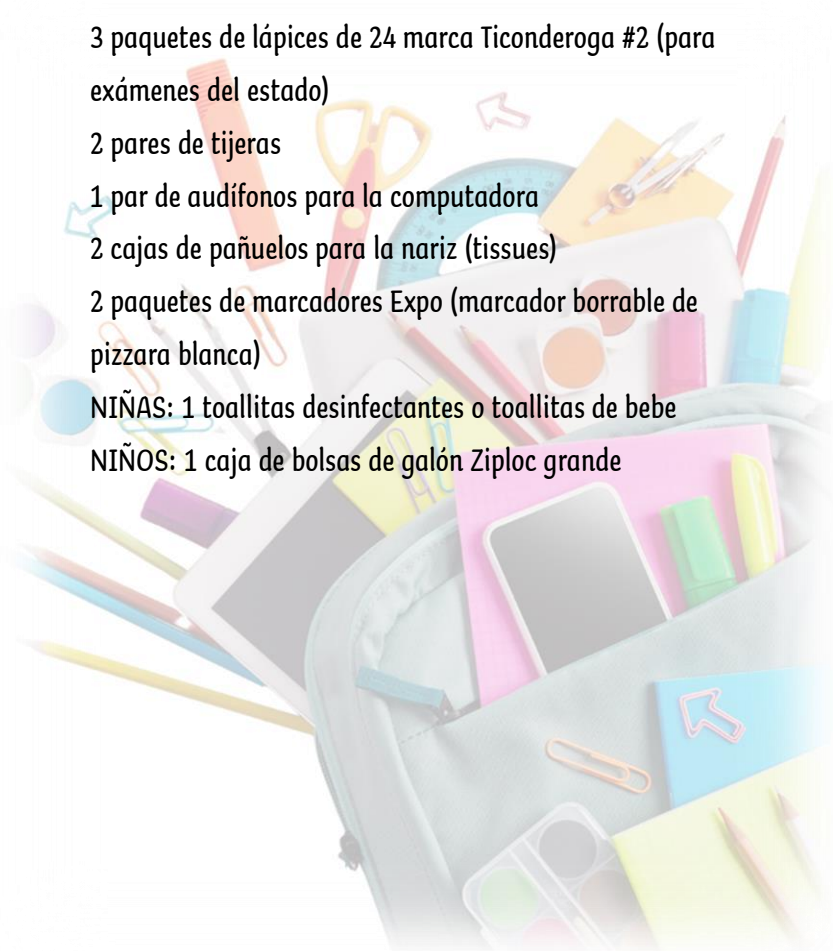 3 paquetes de lápices de 24 marca Ticonderoga #2 (para
exámenes del estado)
2 pares de tijeras
1 par de audífonos para la computadora
2 cajas de pañuelos para la nariz (tissues)
2 paquetes de marcadores Expo (marcador borrable de
pizzara blanca)
NIÑAS: 1 toallitas desinfectantes o toallitas de bebe
NIÑOS: 1 caja de bolsas de galón Ziploc grande